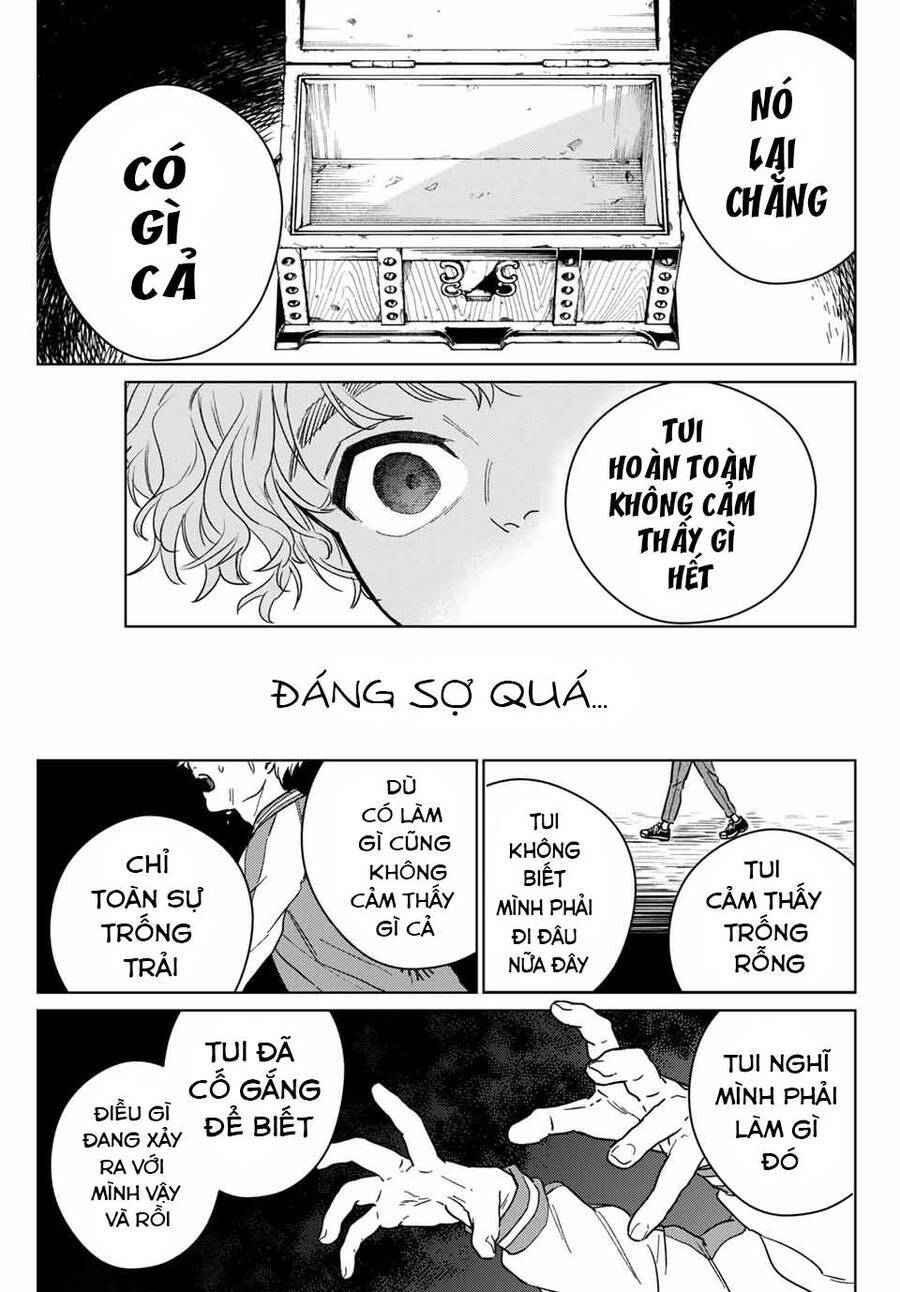 NÓ
LẠI
CHẲNG
CÓ
GÌ
CẢ
TUI
HOÀN TOÀN
KHÔNG CẢM
THẤY GÌ
HẾT
ĐÁNG SỢ QUÁ...
TUI
CẢM THẤY
TRỐNG
RỖNG
TUI
KHÔNG
BIẾT
MÌNH PHẢI
ĐI ĐÂU
NỮA ĐÂY
DÙ
CÓ LÀM
GÌ CŨNG
KHÔNG
CẢM THẤY
GÌ CẢ
CHỈ
TOÀN SỰ
TRỐNG
TRẢI
TUI NGHĨ
MÌNH PHẢI
LÀM GÌ
ĐÓ
TUI ĐÃ
CỐ GẮNG
ĐỂ BIẾT
ĐIỀU GÌ
ĐANG XẢY
RA VỚI
MÌNH VẬY
VÀ RỒI